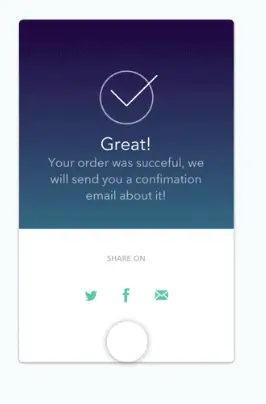 Great!
Your order was succeful, we
will send you a confimation
email about it!
SHARE ON